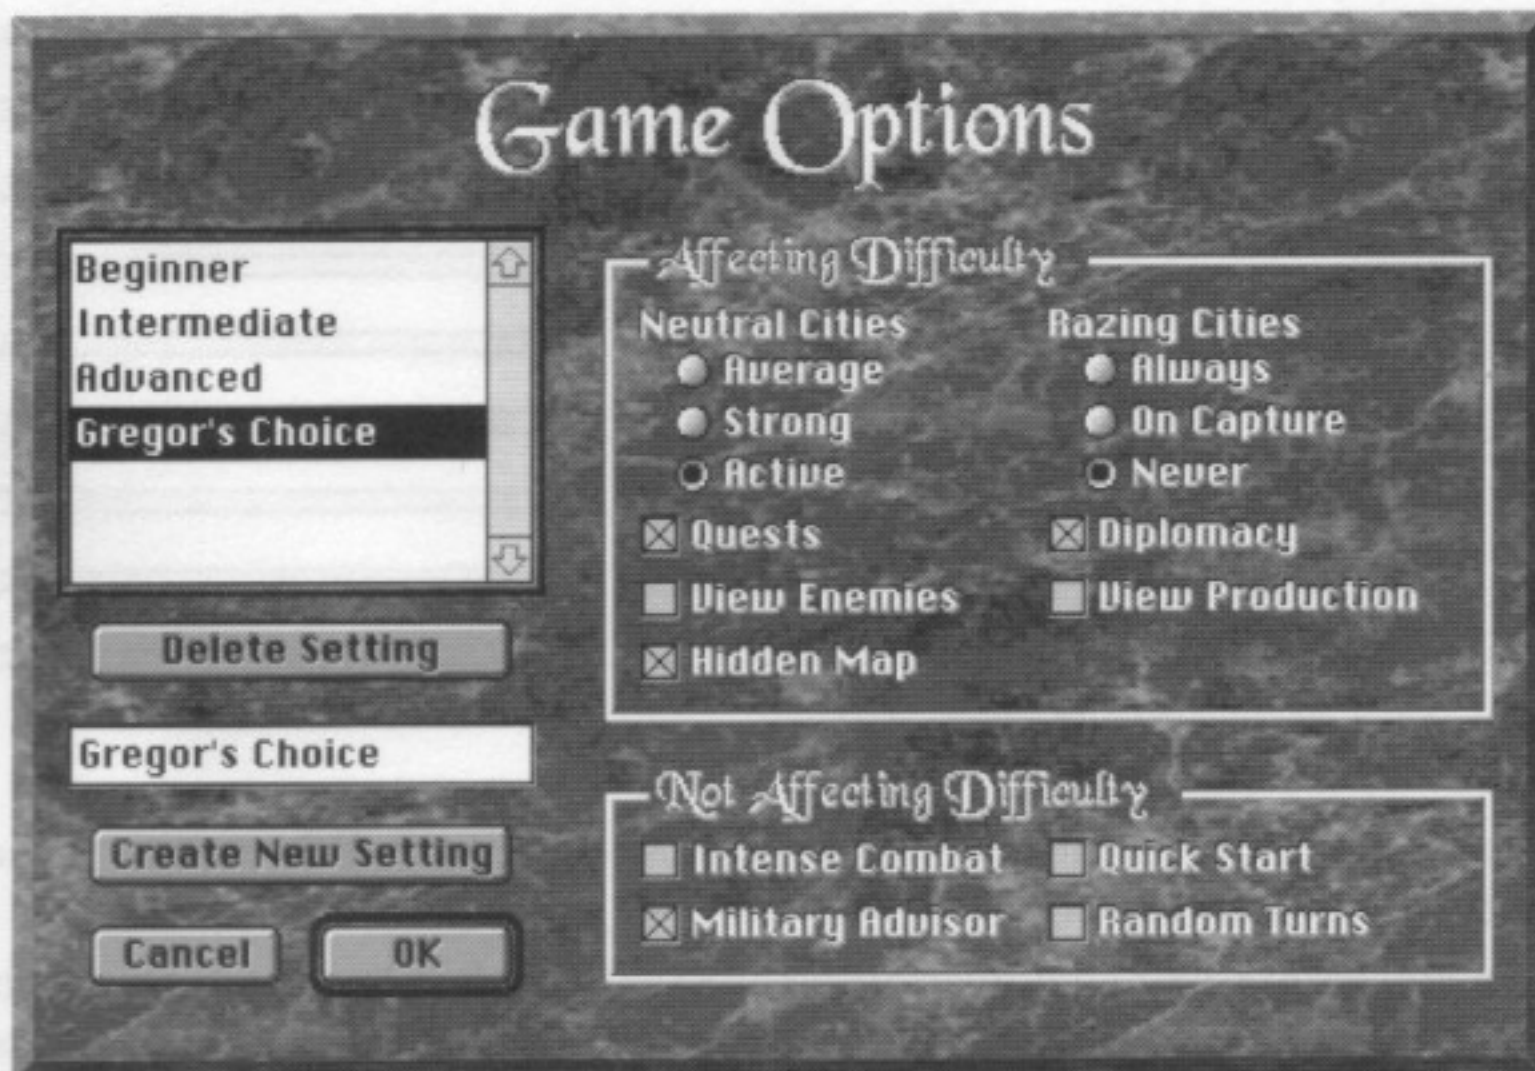 Game Options
Beginner
Intermediate
Advanced
Gregor's Choice
Delete Setting
Gregor's Choice
Create New Setting
Cancel
OK
Affecting Difficulty
Neutral Cities
Average
Strong
Active
Razing Cities
Always
On Capture
Never
Quests
Diplomacy
View Enemies
View Production
Hidden Map
Not Affecting Difficulty
Intense Combat
Quick Start
Military Advisor
Random Turns